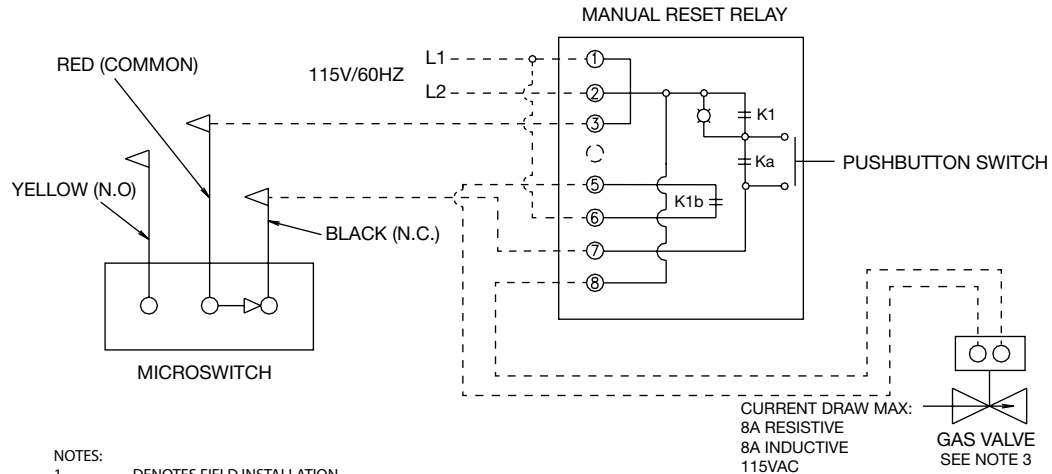 MANUAL RESET RELAY
RED (COMMON)
115V/60HZ
L1
L2
1
2
3
5
6
7
8
K1
Ka
K1b
PUSHBUTTON SWITCH
YELLOW (N.O)
BLACK (N.C.)
MICROSWITCH
CURRENT DRAW MAX:
8A RESISTIVE
8A INDUCTIVE
115VAC
GAS VALVE
SEE NOTE 3
NOTES: